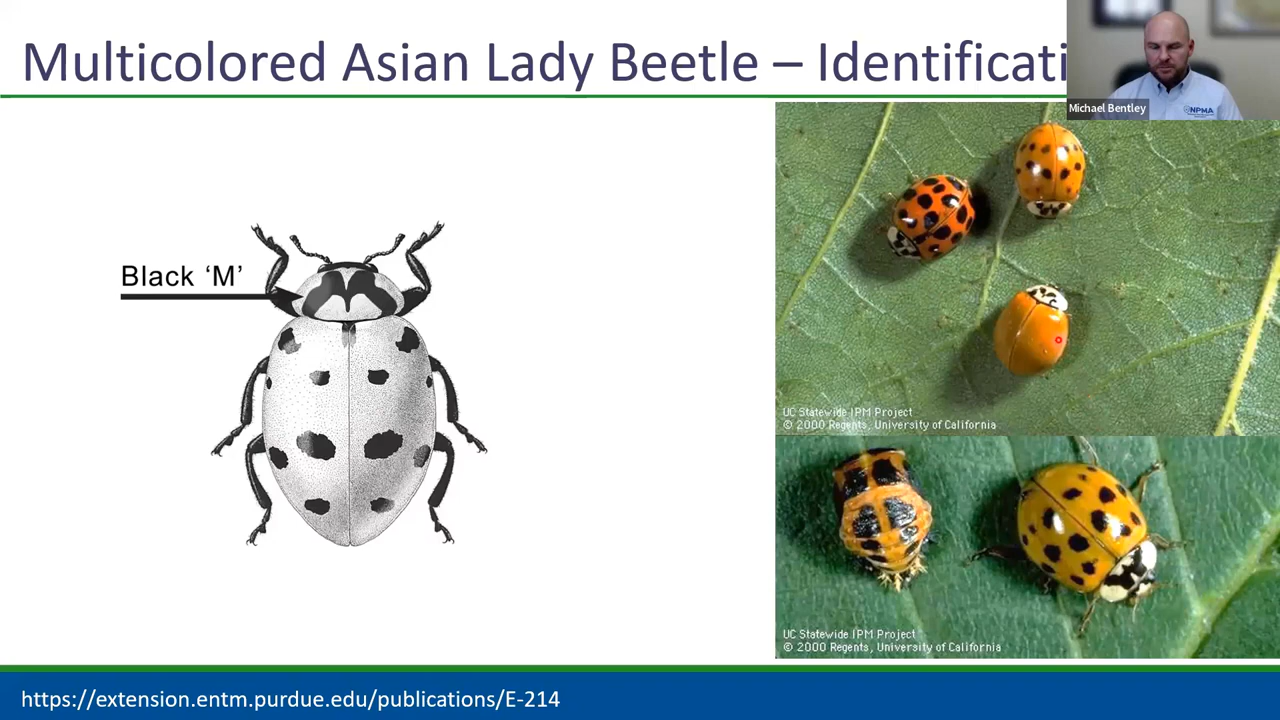 Multicolored Asian Lady Beetle – Identificati
NPMA
Michael Bentley
Black ‘M’
UC Statewide IPM Project
© 2000 Regents, University of California
UC Statewide IPM Project
© 2000 Regents, University of California
https://extension.entm.purdue.edu/publications/E-214